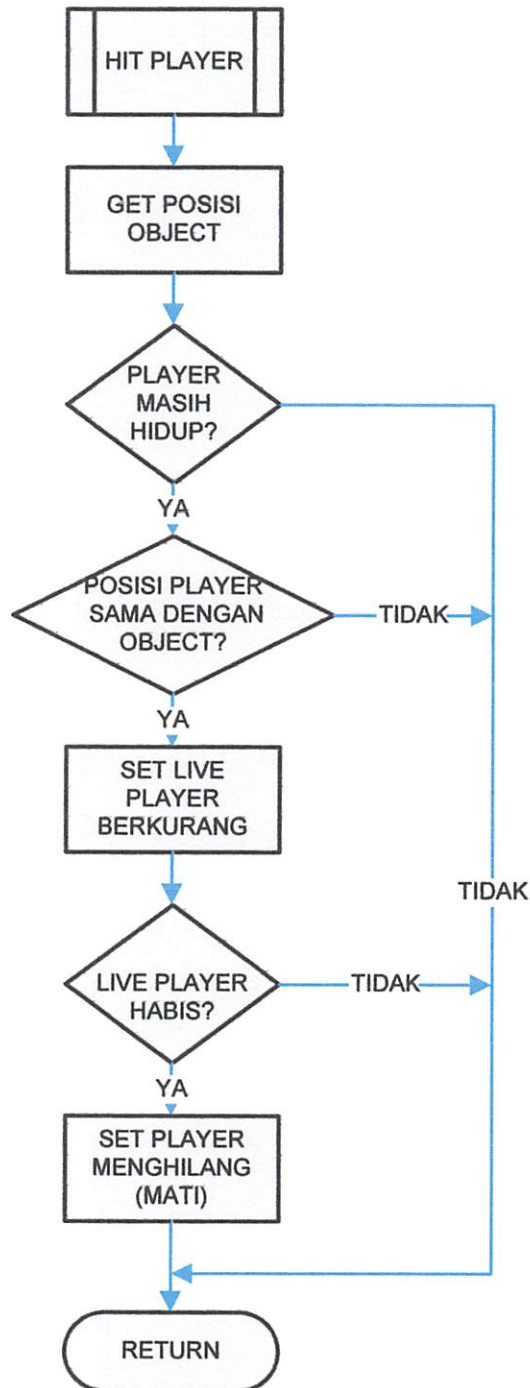 HIT PLAYER
GET POSISI
OBJECT
PLAYER
MASIH
HIDUP?
YA
POSISI PLAYER
SAMA DENGAN
OBJECT?
TIDAK
YA
SET LIVE
PLAYER
BERKURANG
TIDAK
LIVE PLAYER
HABIS?
TIDAK
YA
SET PLAYER
MENGHILANG
(MATI)
RETURN